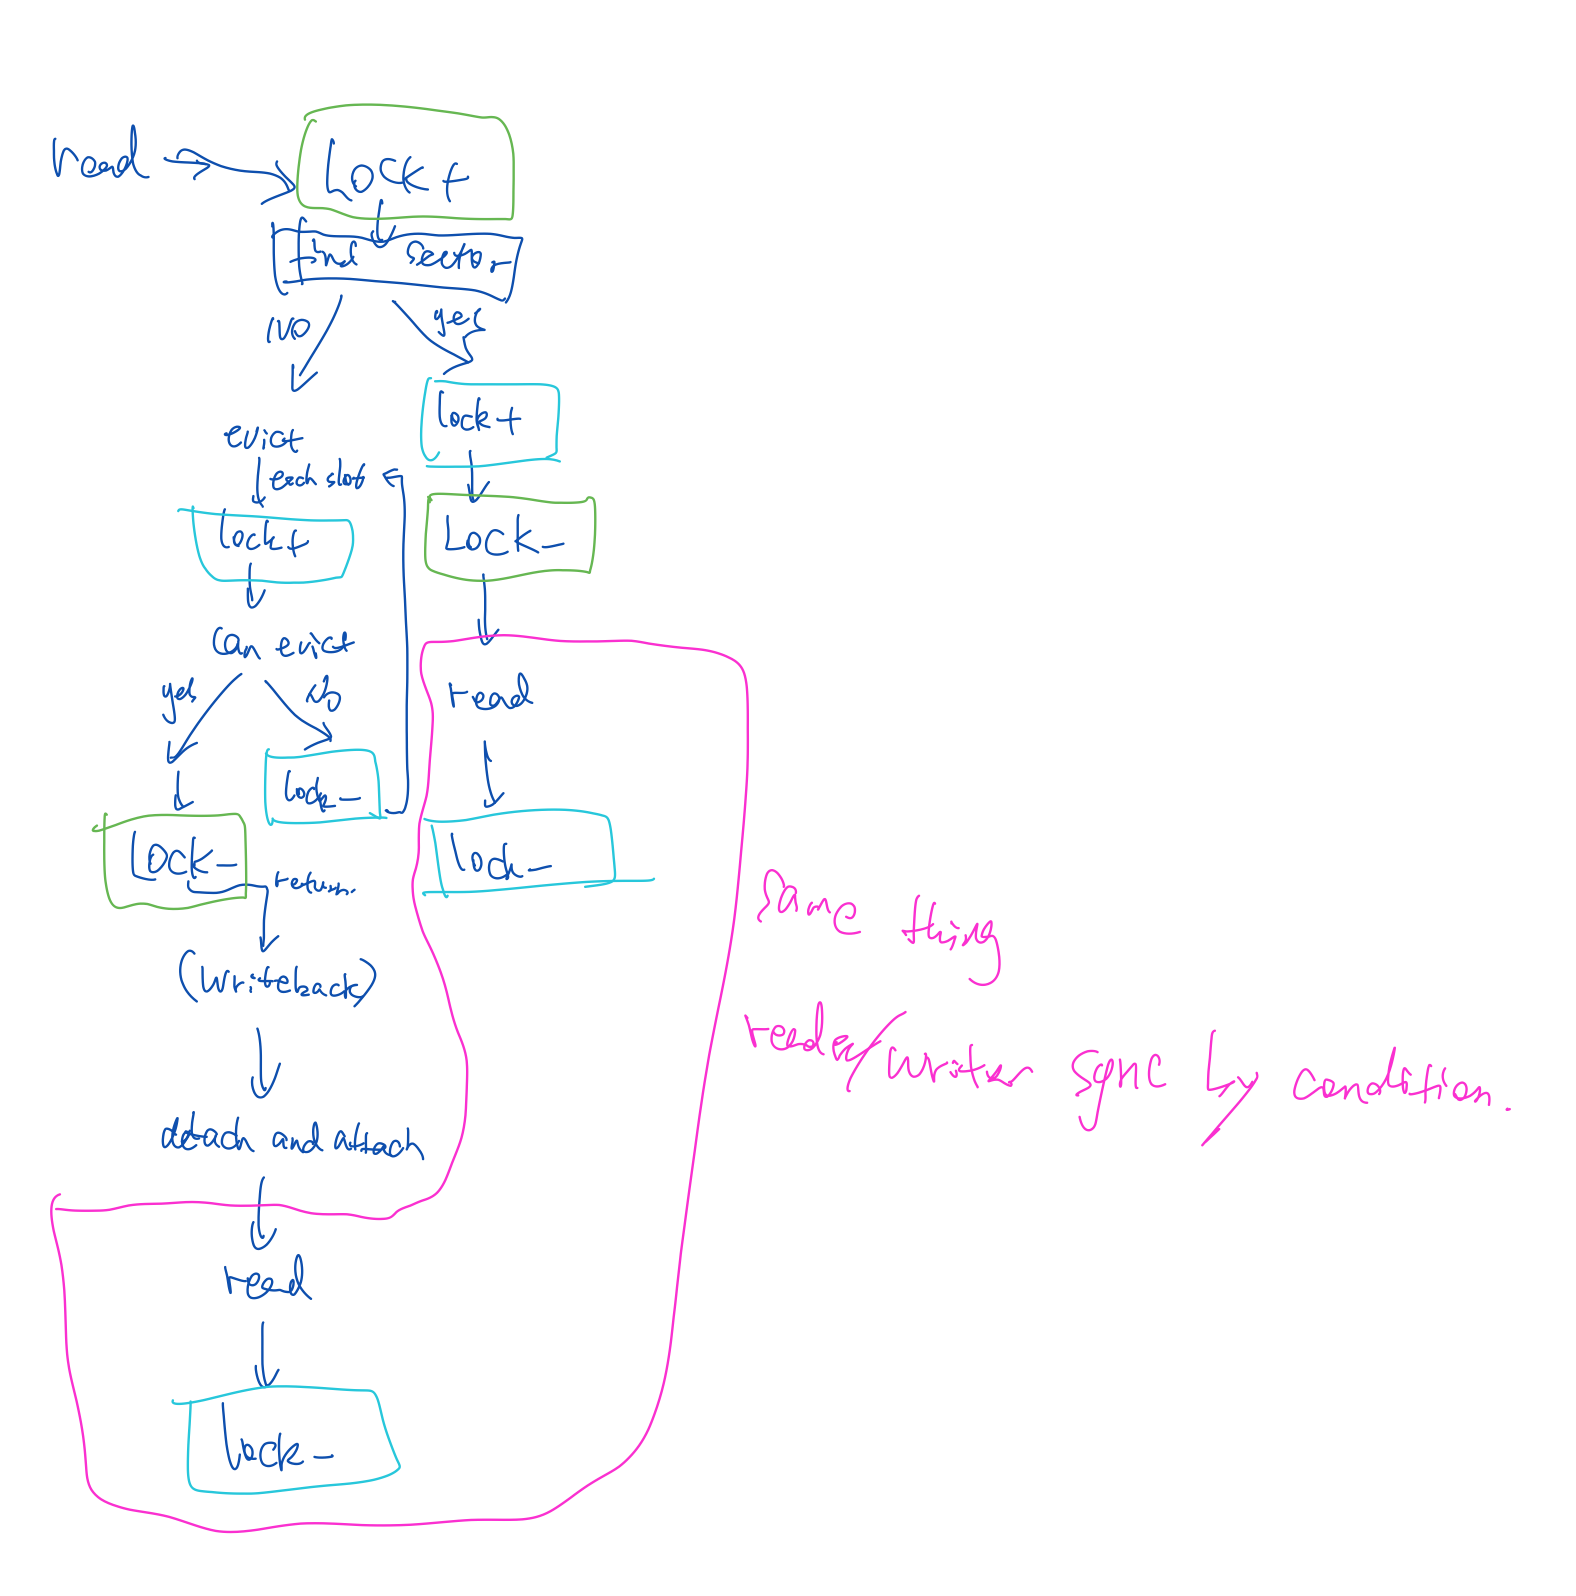 read
Lock +
find sector
NO
yes
evict
each slot
lock +
lock +
Lock -
can evict
yes
No
read
lock -
Lock -
lock -
return.
(writeback)
detach and attach
read
lock -
same thing
reader/writer sync by condition.